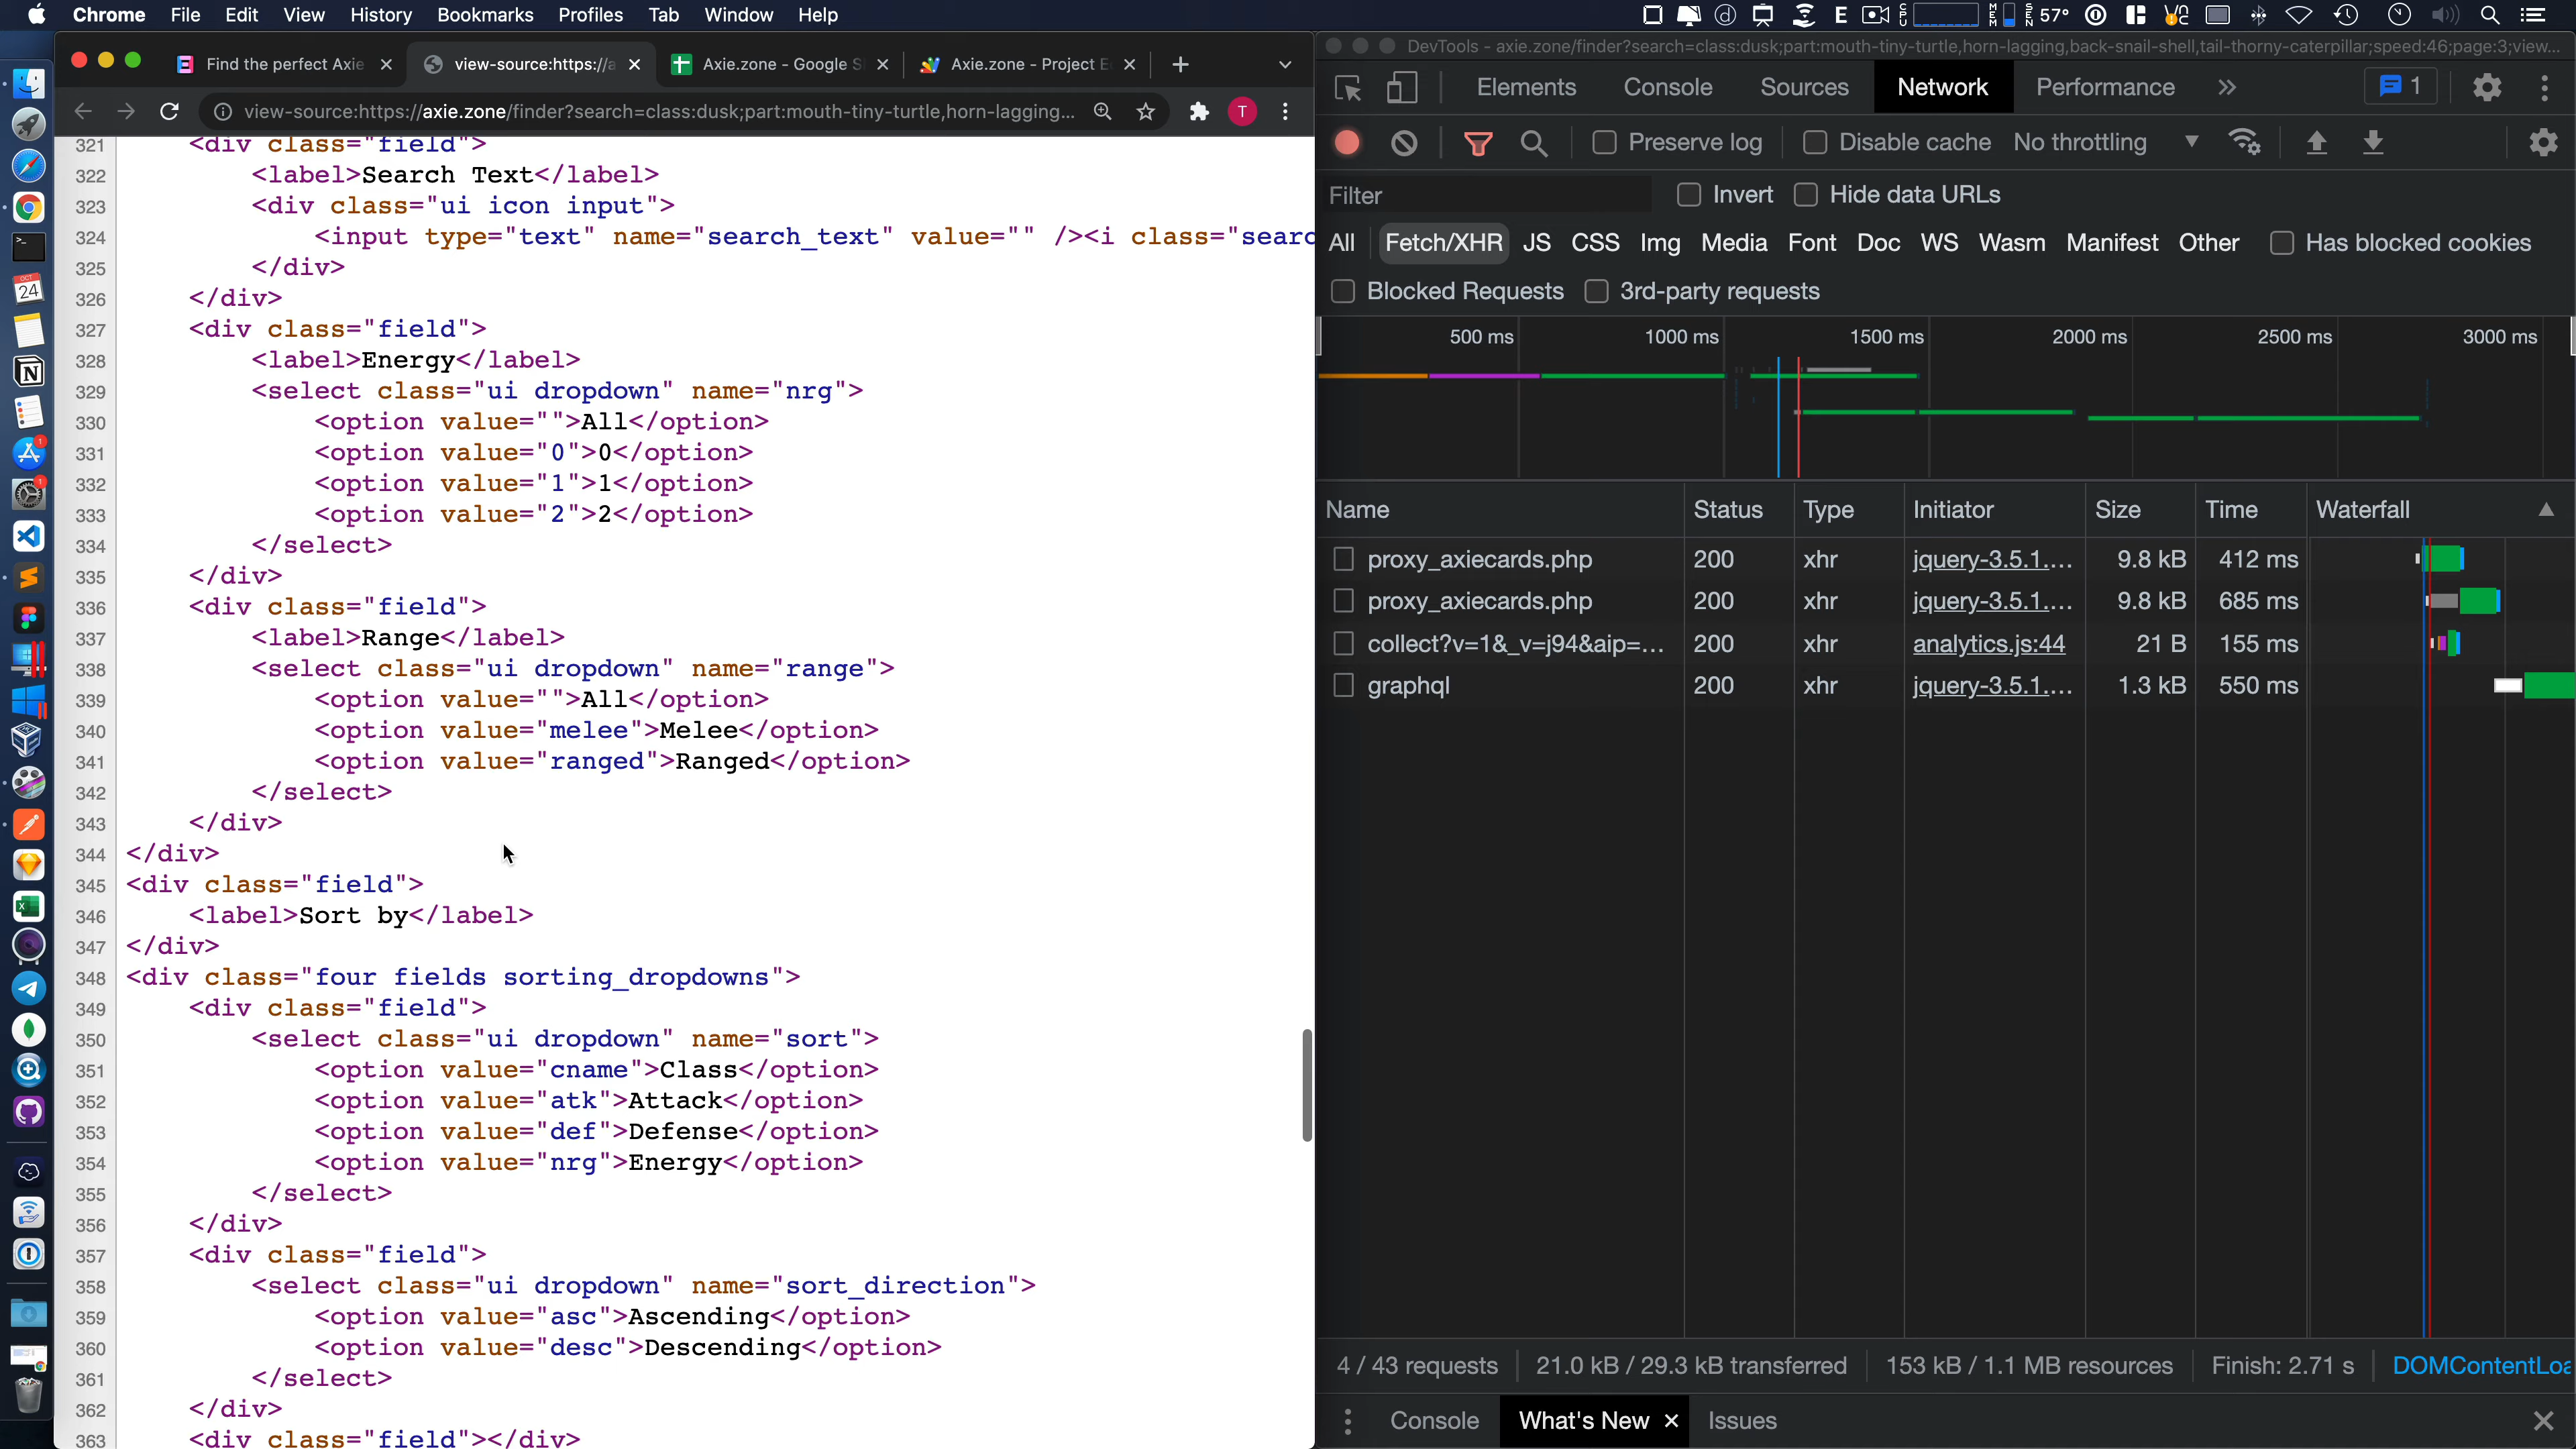 Chrome File Edit View History Bookmarks Profiles Tab Window Help
57°
Find the perfect Axie
view-source:https://a
Axie.zone - Google S
Axie.zone - Project E
view-source:https://axie.zone/finder?search=class:dusk;part:mouth-tiny-turtle,horn-lagging...
T
321 <div class="field">
322 <label>Search Text</label>
323 <div class="ui icon input">
324 <input type="text" name="search_text" value="" /><i class="searc
325 </div>
326 </div>
327 <div class="field">
328 <label>Energy</label>
329 <select class="ui dropdown" name="nrg">
330 <option value="">All</option>
331 <option value="0">0</option>
332 <option value="1">1</option>
333 <option value="2">2</option>
334 </select>
335 </div>
336 <div class="field">
337 <label>Range</label>
338 <select class="ui dropdown" name="range">
339 <option value="">All</option>
340 <option value="melee">Melee</option>
341 <option value="ranged">Ranged</option>
342 </select>
343 </div>
344 </div>
345 <div class="field">
346 <label>Sort by</label>
347 </div>
348 <div class="four fields sorting_dropdowns">
349 <div class="field">
350 <select class="ui dropdown" name="sort">
351 <option value="cname">Class</option>
352 <option value="atk">Attack</option>
353 <option value="def">Defense</option>
354 <option value="nrg">Energy</option>
355 </select>
356 </div>
357 <div class="field">
358 <select class="ui dropdown" name="sort_direction">
359 <option value="asc">Ascending</option>
360 <option value="desc">Descending</option>
361 </select>
362 </div>
363 <div class="field"></div>
DevTools - axie.zone/finder?search=class:dusk;part:mouth-tiny-turtle,horn-lagging,back-snail-shell,tail-thorny-caterpillar;speed:46;page:3;view...
Elements Console Sources Network Performance 1
Preserve log Disable cache No throttling
Filter Invert Hide data URLs
All Fetch/XHR JS CSS Img Media Font Doc WS Wasm Manifest Other Has blocked cookies
Blocked Requests 3rd-party requests
500 ms 1000 ms 1500 ms 2000 ms 2500 ms 3000 ms
Name Status Type Initiator Size Time Waterfall
proxy_axiecards.php 200 xhr jquery-3.5.1.... 9.8 kB 412 ms
proxy_axiecards.php 200 xhr jquery-3.5.1.... 9.8 kB 685 ms
collect?v=1&_v=j94&aip=... 200 xhr analytics.js:44 21 B 155 ms
graphql 200 xhr jquery-3.5.1.... 1.3 kB 550 ms
4 / 43 requests 21.0 kB / 29.3 kB transferred 153 kB / 1.1 MB resources Finish: 2.71 s DOMContentLoa
Console What's New Issues
OCT
24